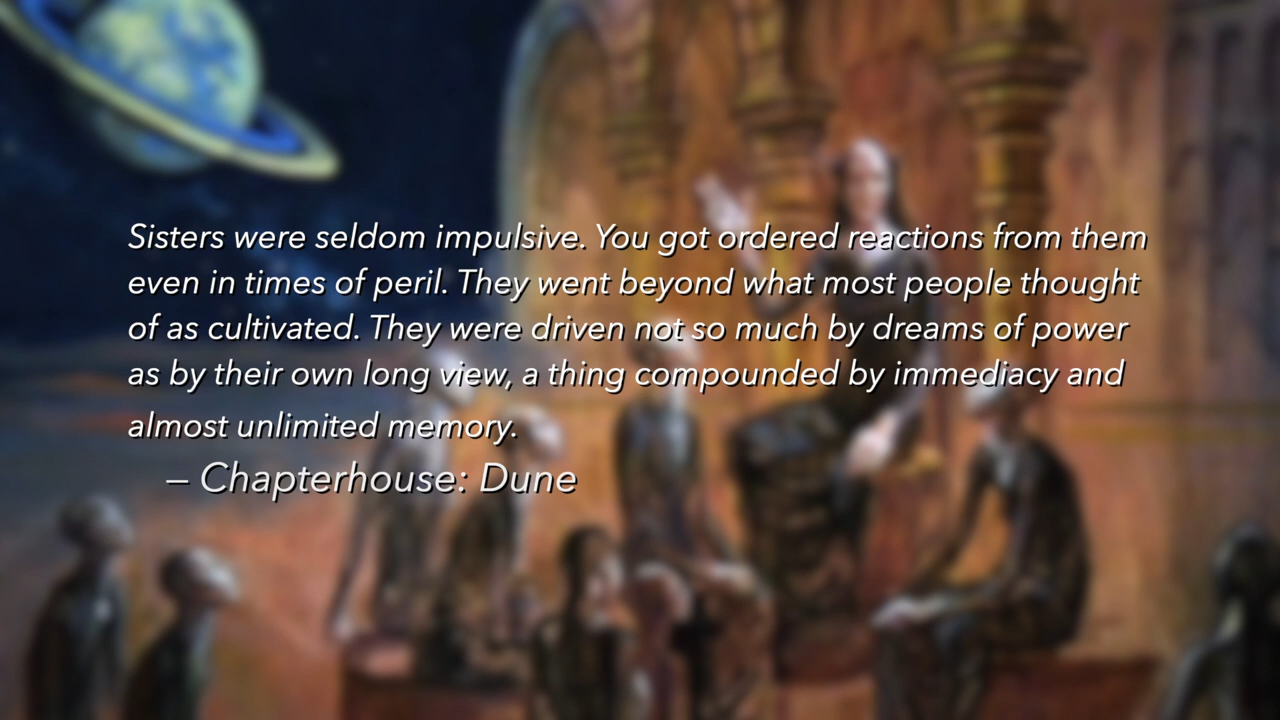 Sisters were seldom impulsive. You got ordered reactions from them
even in times of peril. They went beyond what most people thought
of as cultivated. They were driven not so much by dreams of power
as by their own long view, a thing compounded by immediacy and
almost unlimited memory.
– Chapterhouse: Dune